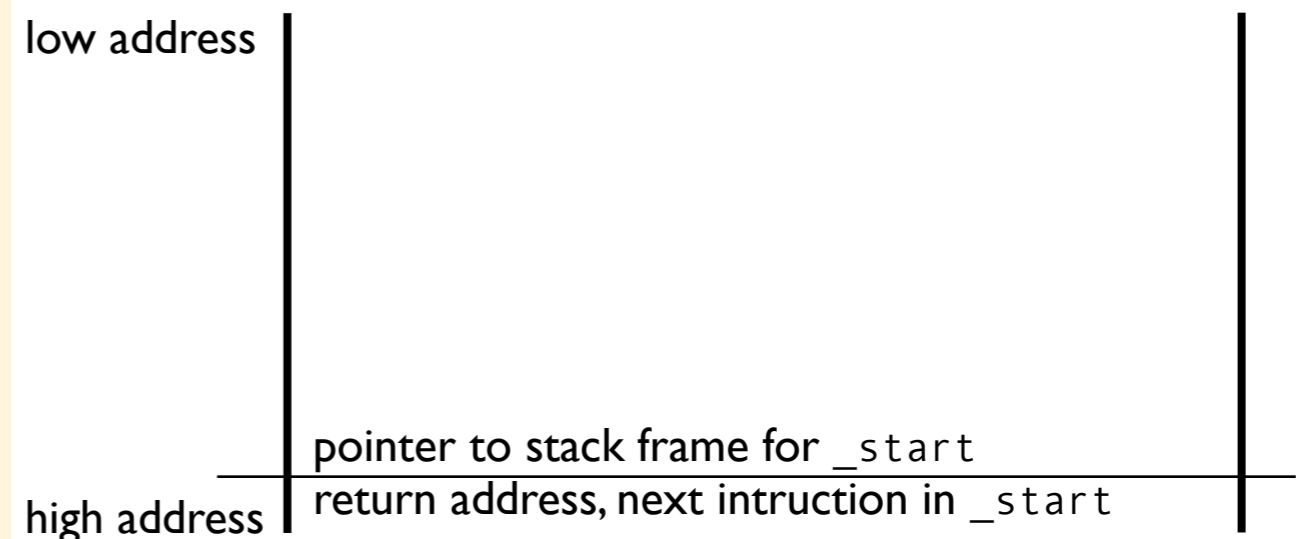 low address
pointer to stack frame for _start
return address, next intruction in _start
high address